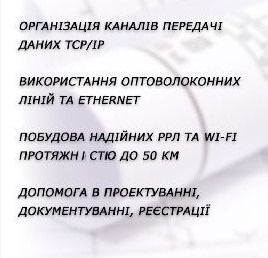 ОРГАНІЗАЦІЯ КАНАЛІВ ПЕРЕДАЧІ
ДАНИХ TCP/IP
ВИКОРИСТАННЯ ОПТОВОЛОКОННИХ
ЛІНІЙ ТА ETHERNET
ПОБУДОВА НАДІЙНИХ РРЛ ТА WI-FI
ПРОТЯЖНІСТЮ ДО 50 КМ
ДОПОМОГА В ПРОЕКТУВАННІ,
ДОКУМЕНТУВАННІ, РЕЄСТРАЦІЇ